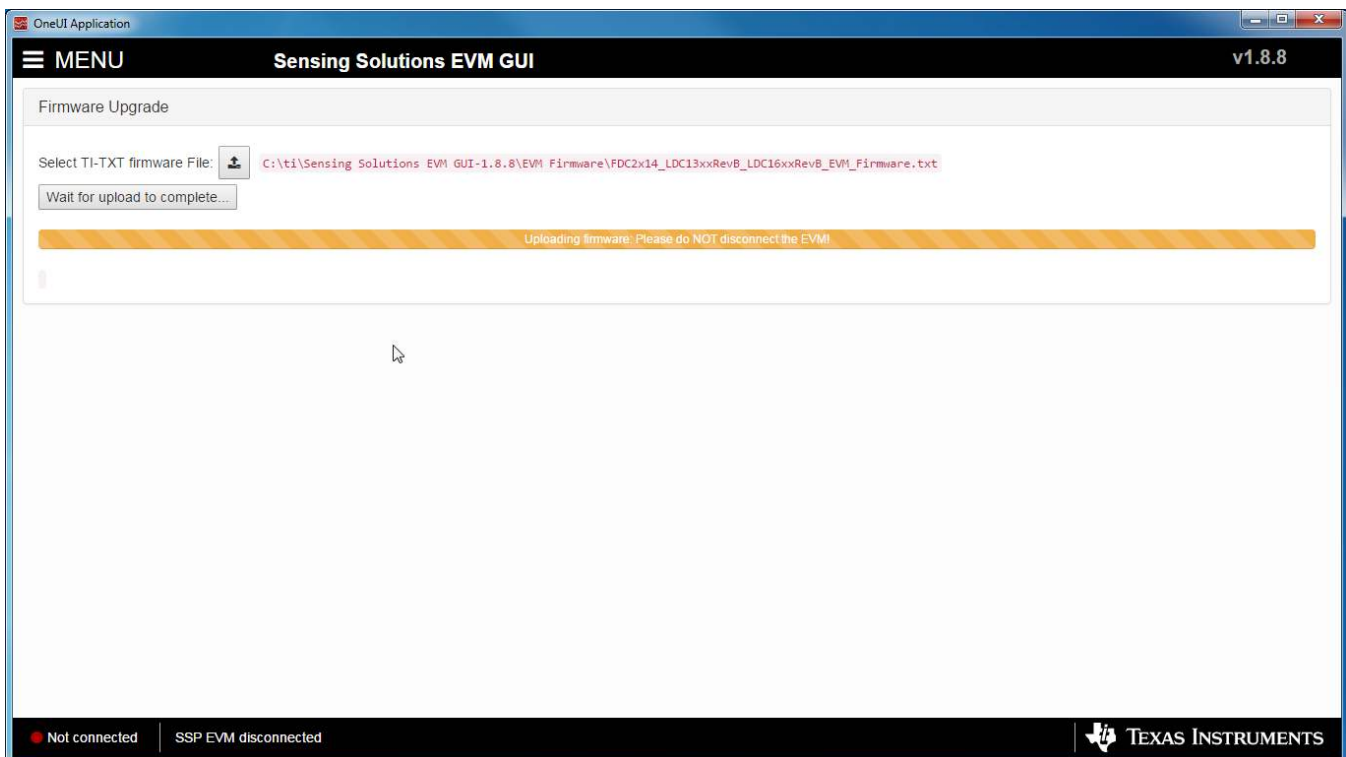 OneUI Application
MENU Sensing Solutions EVM GUI v1.8.8
Firmware Upgrade
Select TI-TXT firmware File: C:\ti\Sensing Solutions EVM GUI-1.8.8\EVM Firmware\FDC2x14_LDC13xxRevB_LDC16xxRevB_EVM_Firmware.txt
Wait for upload to complete...
Uploading firmware: Please do NOT disconnect the EVM!
Not connected SSP EVM disconnected TEXAS INSTRUMENTS